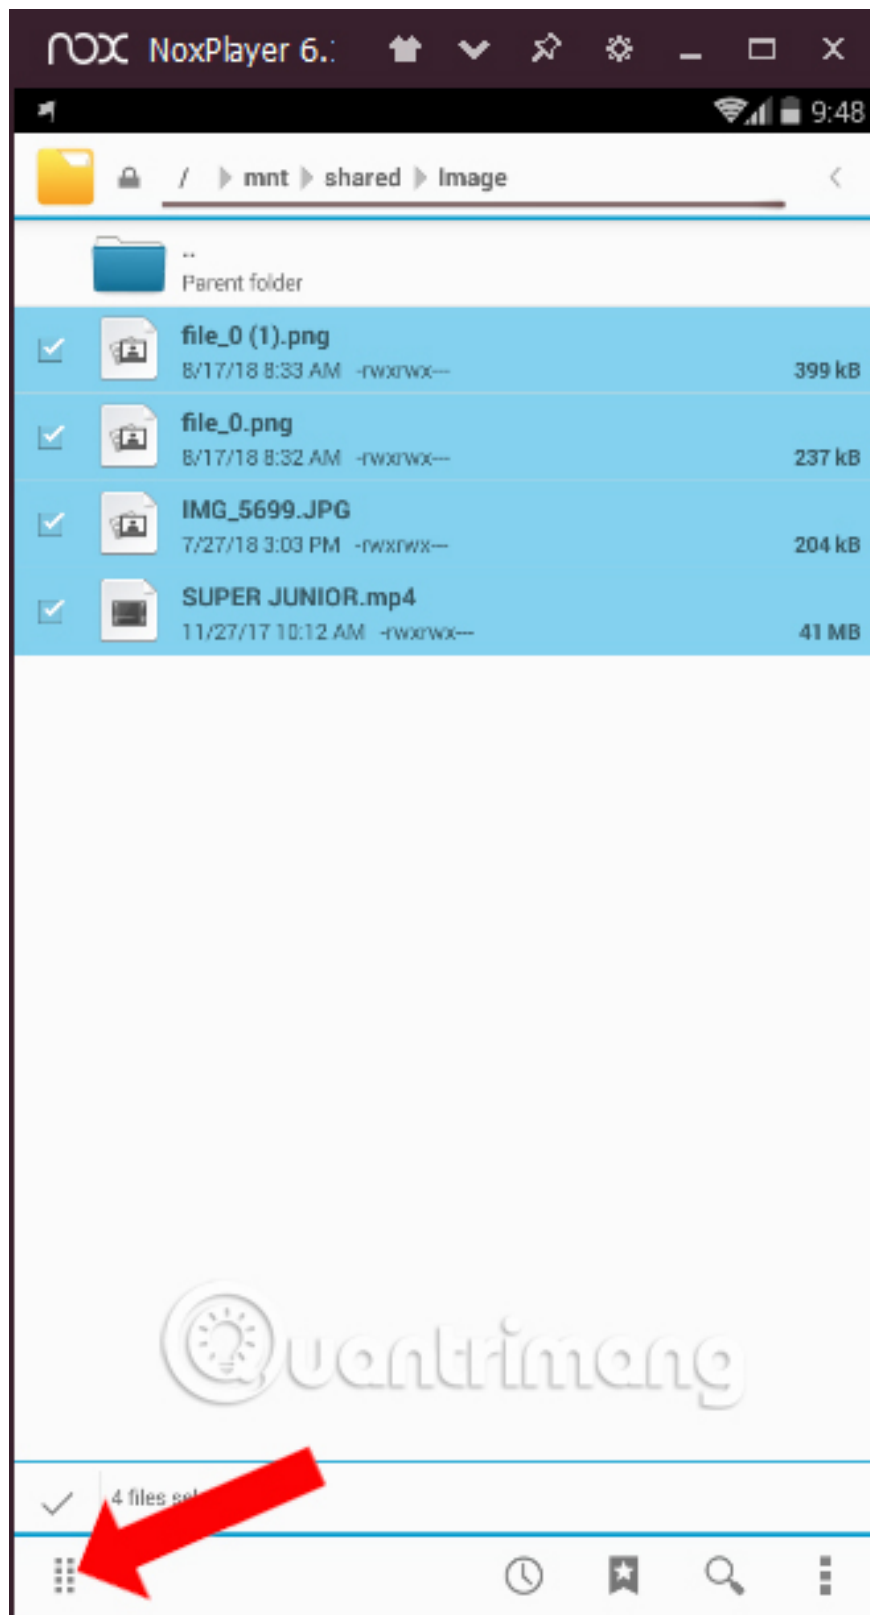 nox NoxPlayer 6.
9:48
/ mnt shared Image
..
Parent folder
file_0 (1).png
8/17/18 8:33 AM -rwxrwx---
399 kB
file_0.png
8/17/18 8:32 AM -rwxrwx---
237 kB
IMG_5699.JPG
7/27/18 3:03 PM -rwxrwx---
204 kB
SUPER JUNIOR.mp4
11/27/17 10:12 AM -rwxrwx---
41 MB
Quantrimang
4 files